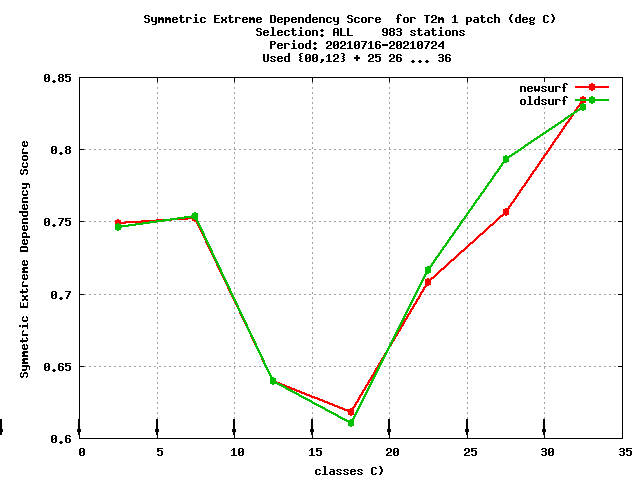 Symmetric Extreme Dependency Score  for T2m 1 patch (deg C)
Selection: ALL    983 stations
Period: 20210716-20210724
Used {00,12} + 25 26 ... 36
newsurf
oldsurf
Symmetric Extreme Dependency Score
0.85
0.8
0.75
0.7
0.65
0.6
0 5 10 15 20 25 30 35
classes C)